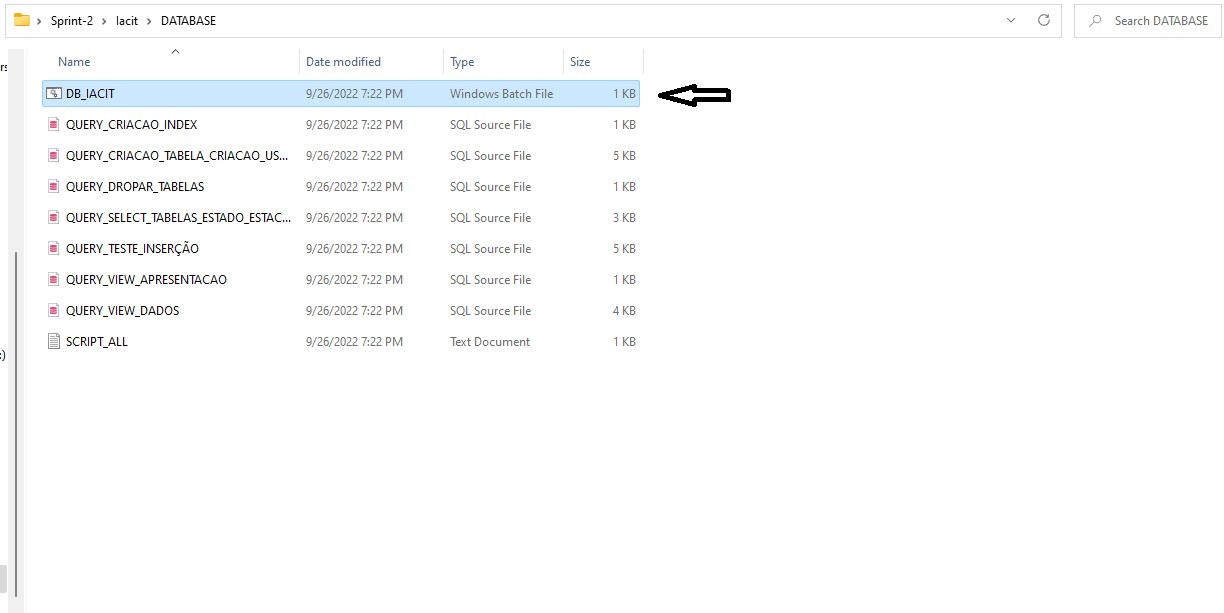 Sprint-2 > Iacit > DATABASE Search DATABASE
rs
Name Date modified Type Size
DB_IACIT 9/26/2022 7:22 PM Windows Batch File 1 KB
QUERY_CRIACAO_INDEX 9/26/2022 7:22 PM SQL Source File 1 KB
QUERY_CRIACAO_TABELA_CRIACAO_US... 9/26/2022 7:22 PM SQL Source File 5 KB
QUERY_DROPAR_TABELAS 9/26/2022 7:22 PM SQL Source File 1 KB
QUERY_SELECT_TABELAS_ESTADO_ESTAC... 9/26/2022 7:22 PM SQL Source File 3 KB
QUERY_TESTE_INSERÇÃO 9/26/2022 7:22 PM SQL Source File 5 KB
QUERY_VIEW_APRESENTACAO 9/26/2022 7:22 PM SQL Source File 1 KB
QUERY_VIEW_DADOS 9/26/2022 7:22 PM SQL Source File 4 KB
SCRIPT_ALL 9/26/2022 7:22 PM Text Document 1 KB
:)